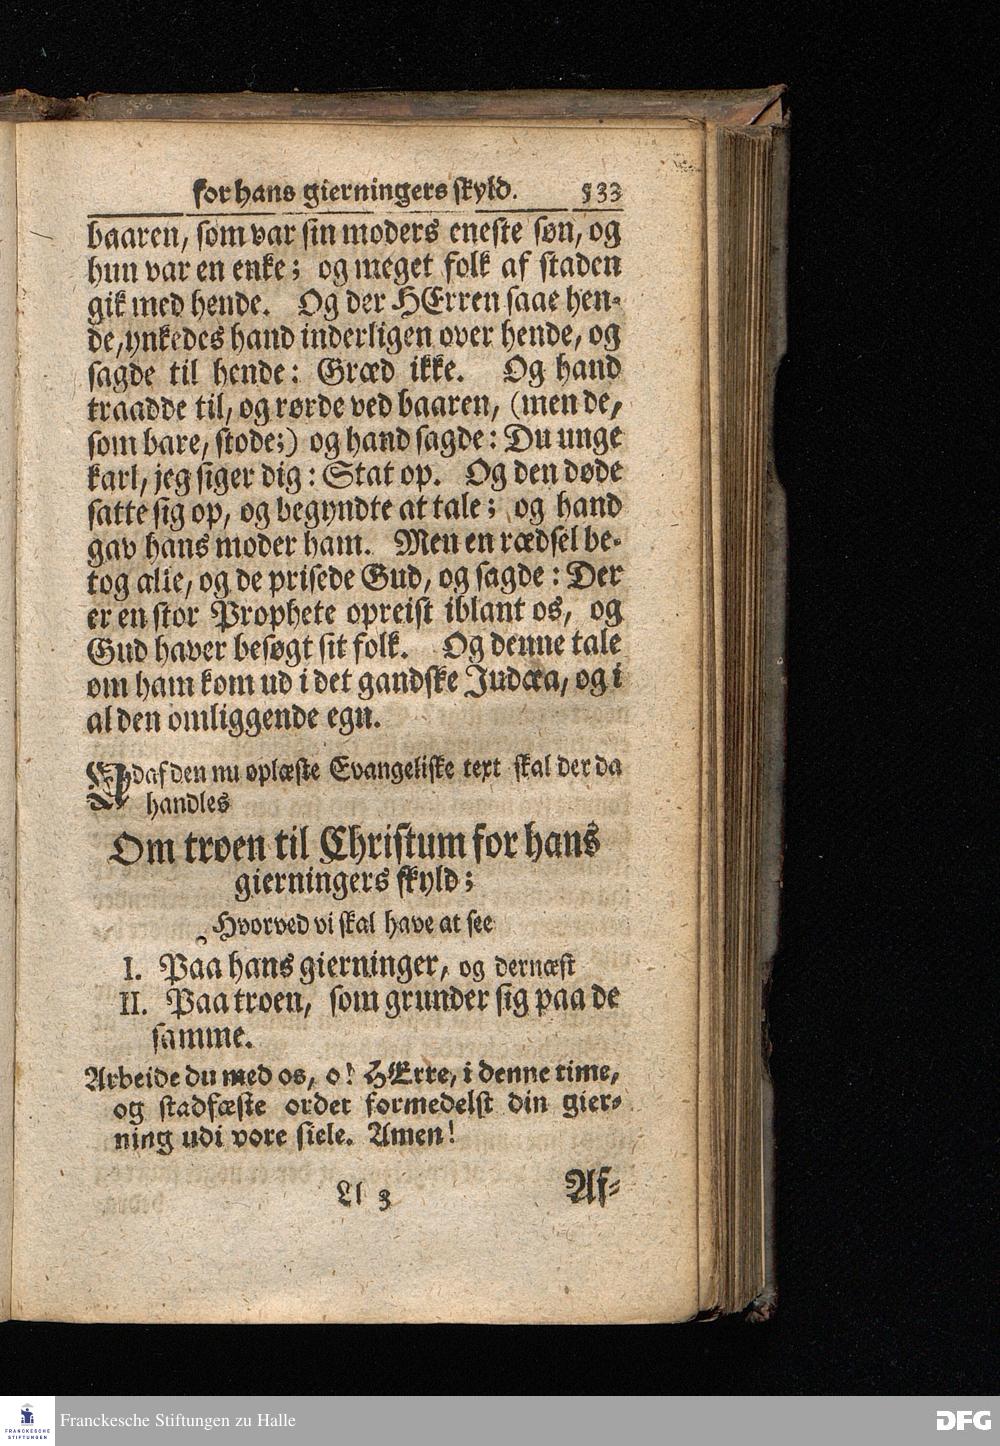 for hans gierningers skyld. 533
baaren, som var sin moders eneste søn, og
hun var en enke; og meget folk af staden
gik med hende. Og der HErren saae hen-
de, ynkedes hand inderligen over hende, og
sagde til hende: Græd ikke. Og hand
traadde til, og rørde ved baaren, (men de,
som bare, stode;) og hand sagde: Du unge
karl, jeg siger dig: Stat op. Og den døde
satte sig op, og begyndte at tale; og hand
gav hans moder ham. Men en rædsel be-
tog alle, og de prisede Gud, og sagde: Der
er en stor Prophete opreist iblant os, og
Gud haver besøgt sit folk. Og denne tale
om ham kom ud i det gandske Judæa, og i
al den omliggende egn.
Udaf den nu oplæste Evangeliske text skal der da
handles
Om troen til Christum for hans
gierningers skyld;
Hvorved vi skal have at see
I. Paa hans gierninger, og dernæst
II. Paa troen, som grunder sig paa de
samme.
Arbeide du med os, o! HErre, i denne time,
og stadfæste ordet formedelst din gier-
ning udi vore siele. Amen!
Ll 3 Af-
FRANCKESCHE STIFTUNGEN
Franckesche Stiftungen zu Halle
DFG